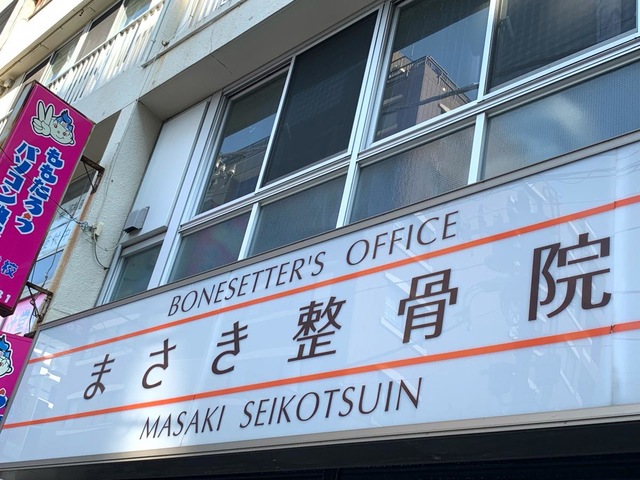 BONESETTER'S OFFICE
まさき整骨院
MASAKI SEIKOTSUIN
ももたろう
パソコン
校